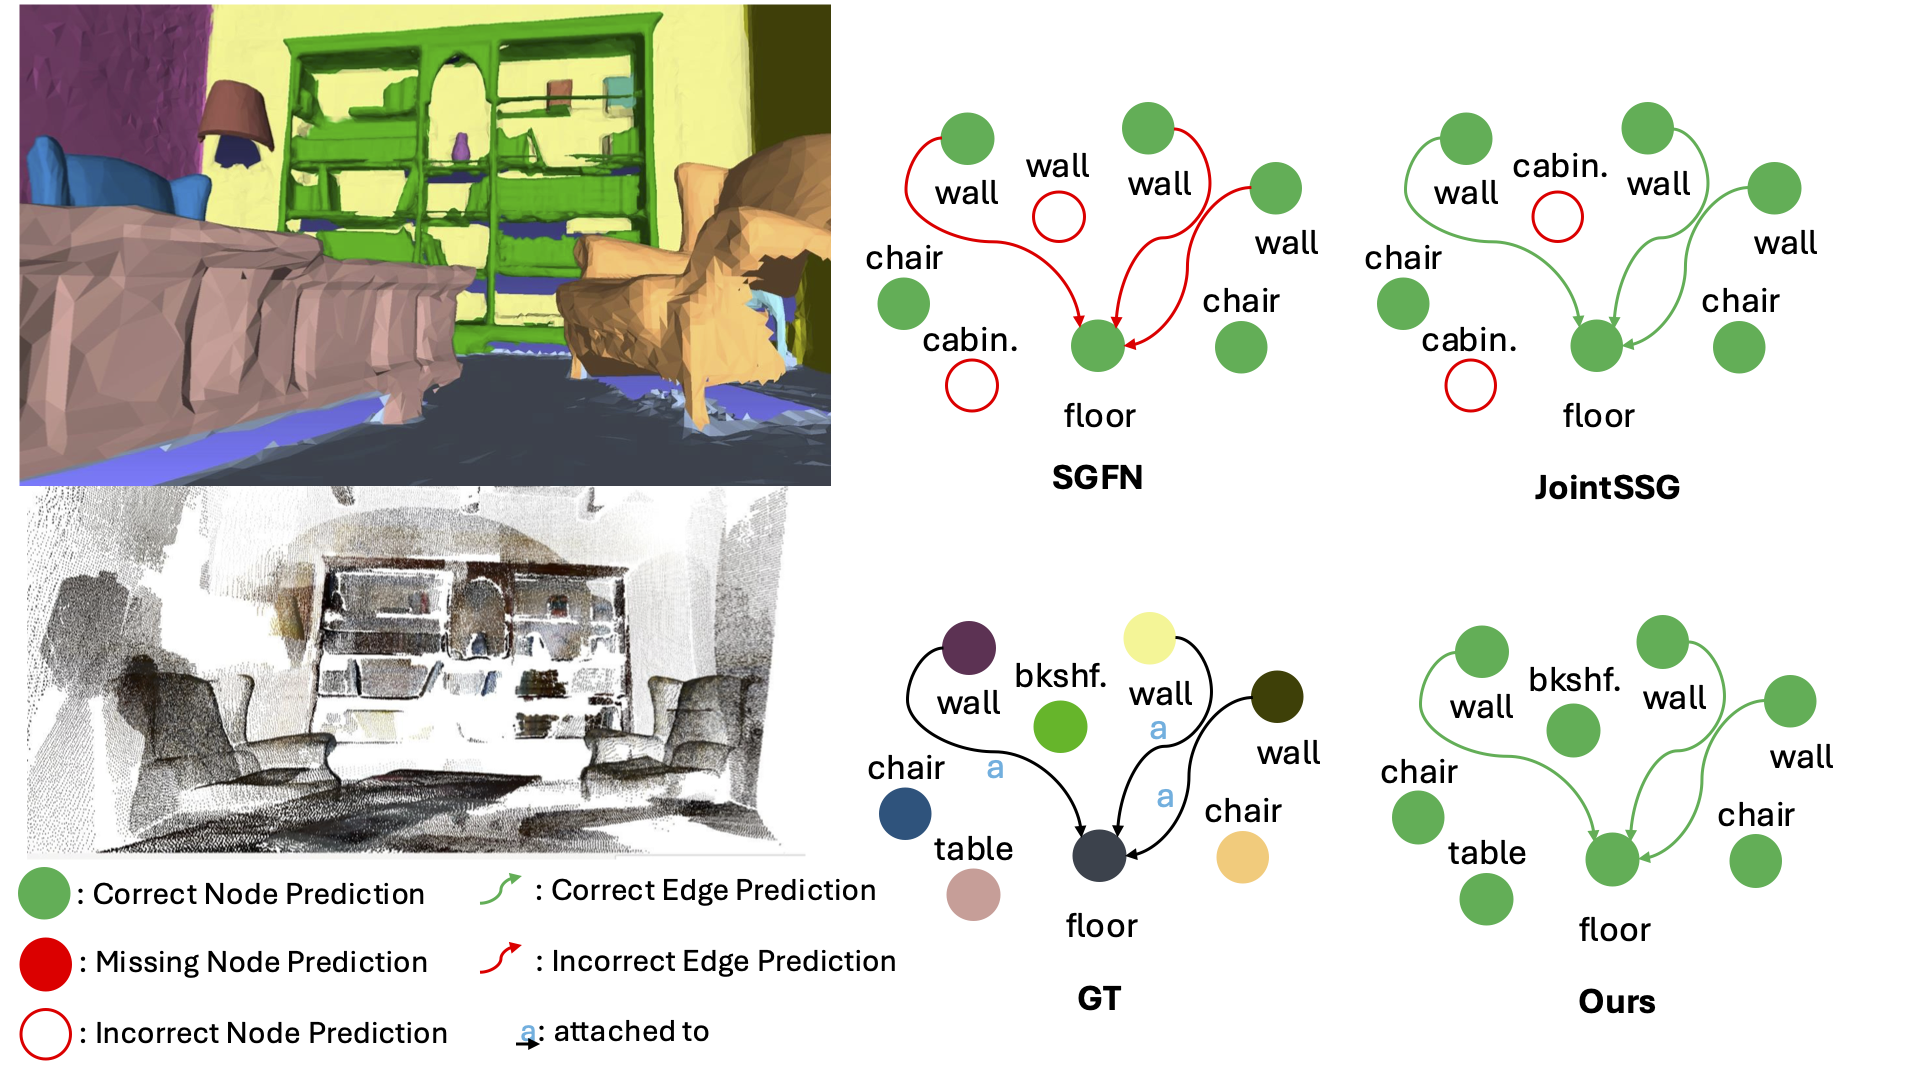 wall
wall
wall
wall
chair
chair
cabin.
floor
SGFN
wall
cabin.
wall
wall
chair
chair
cabin.
floor
JointSSG
wall
bkshf.
wall
a
wall
a
a
chair
chair
table
floor
GT
wall
bkshf.
wall
wall
chair
chair
table
floor
Ours
: Correct Node Prediction
: Correct Edge Prediction
: Missing Node Prediction
: Incorrect Edge Prediction
: Incorrect Node Prediction
a: attached to